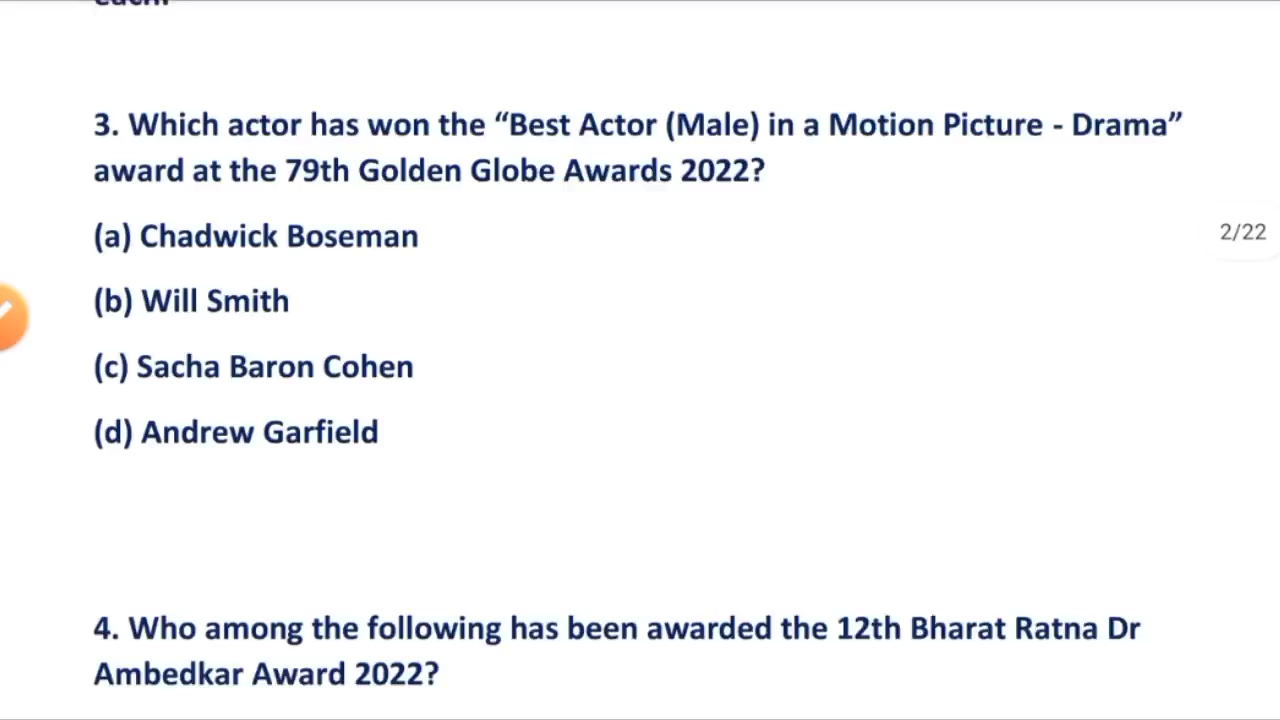 3. Which actor has won the “Best Actor (Male) in a Motion Picture - Drama”
award at the 79th Golden Globe Awards 2022?
(a) Chadwick Boseman
2/22
(b) Will Smith
(c) Sacha Baron Cohen
(d) Andrew Garfield
4. Who among the following has been awarded the 12th Bharat Ratna Dr
Ambedkar Award 2022?